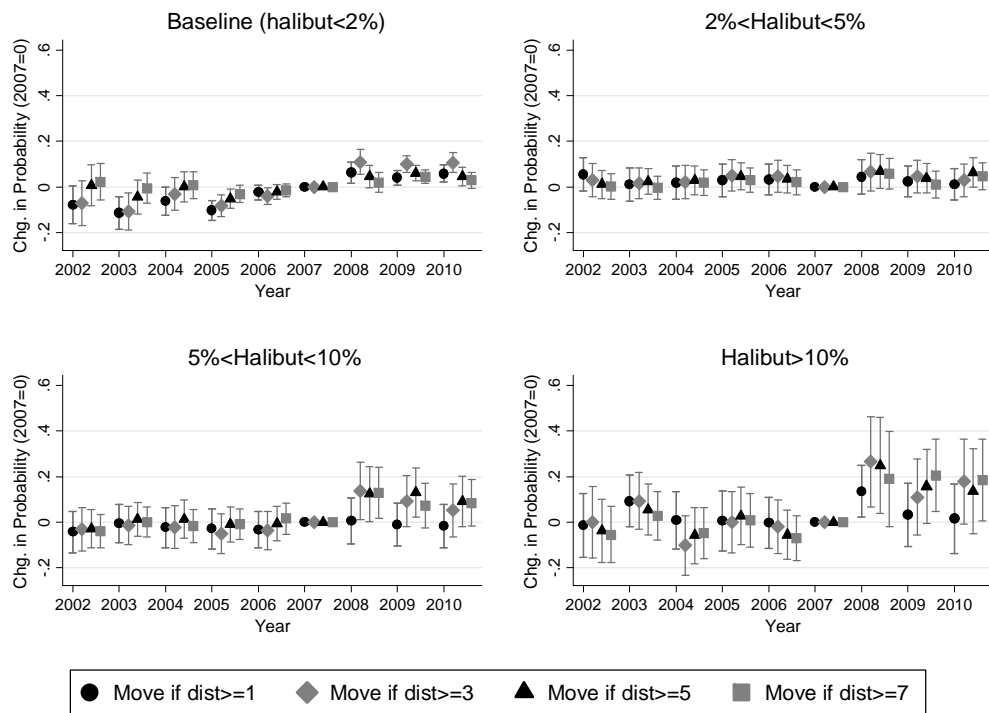 Baseline (halibut<2%)
Chg. in Probability (2007=0)
.6
.4
.2
0
-.2
2002 2003 2004 2005 2006 2007 2008 2009 2010
Year
2%<Halibut<5%
Chg. in Probability (2007=0)
.6
.4
.2
0
-.2
2002 2003 2004 2005 2006 2007 2008 2009 2010
Year
5%<Halibut<10%
Chg. in Probability (2007=0)
.6
.4
.2
0
-.2
2002 2003 2004 2005 2006 2007 2008 2009 2010
Year
Halibut>10%
Chg. in Probability (2007=0)
.6
.4
.2
0
-.2
2002 2003 2004 2005 2006 2007 2008 2009 2010
Year
Move if dist>=1 Move if dist>=3 Move if dist>=5 Move if dist>=7